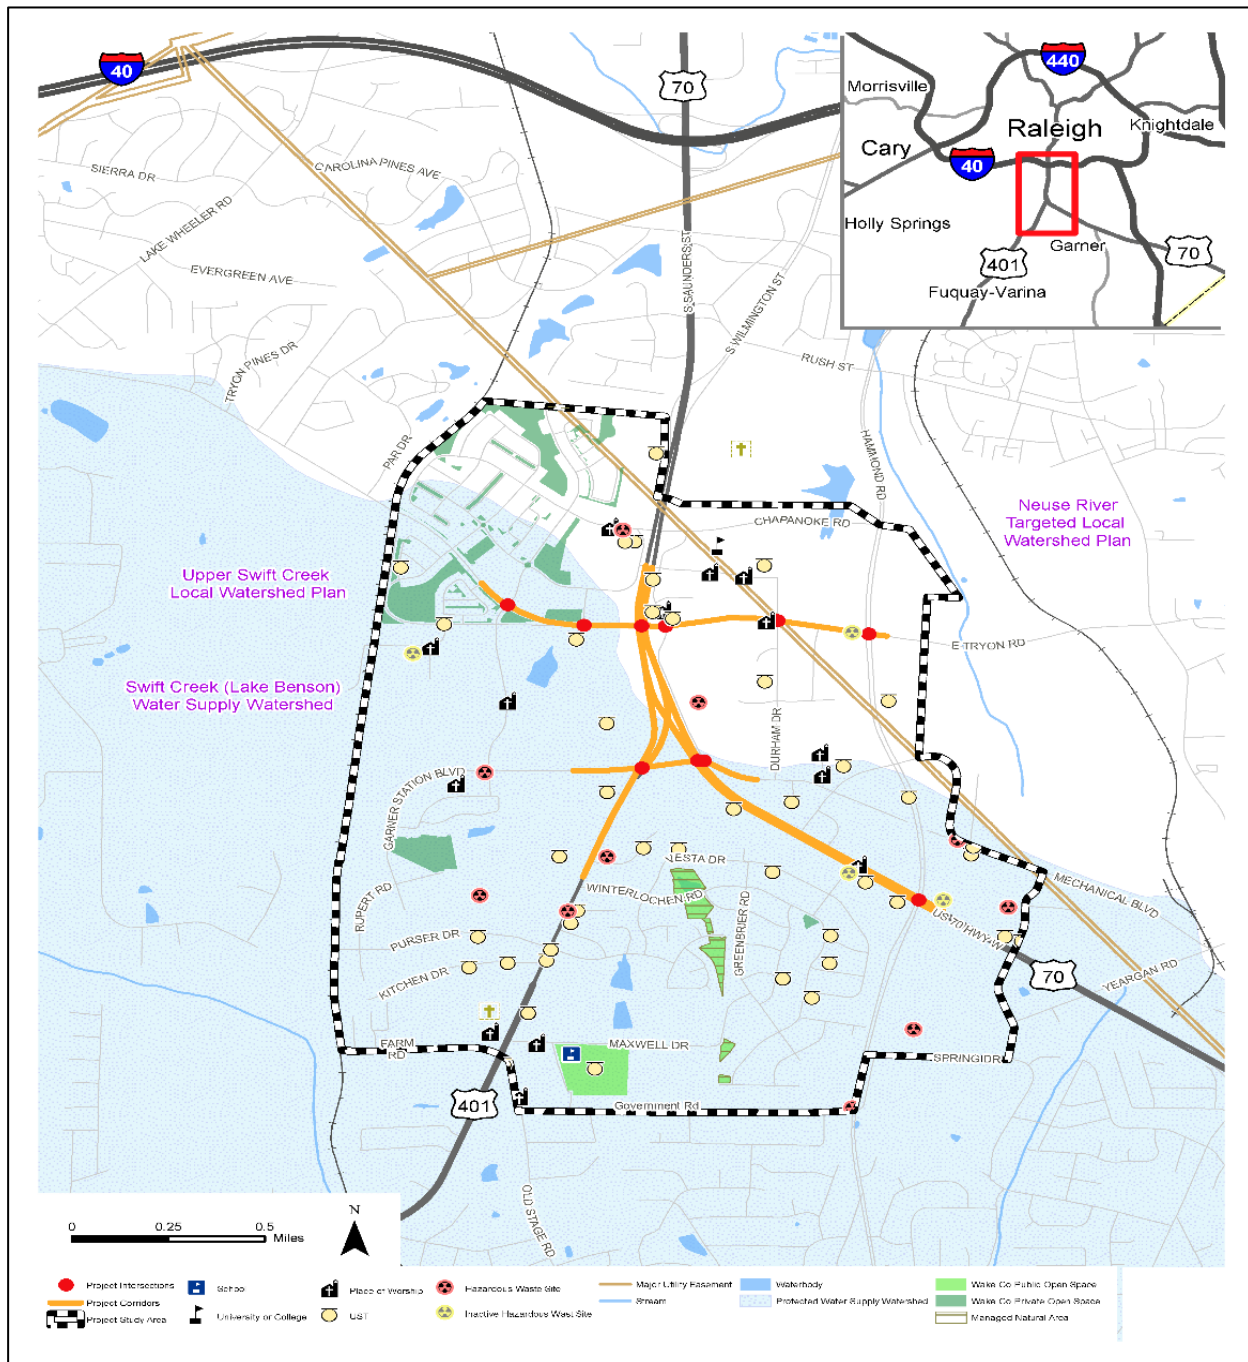 40
70
440
Morrisville
Raleigh
Knightdale
Cary
40
Holly Springs
Garner
70
401
Fuquay-Varina
SIERRA DR
CAROLINA PINES AVE
LAKE WHEELER RD
EVERGREEN AVE
S SAUNDERS ST
S WILMINGTON ST
RUSH ST
TRYON PINES DR
PAR DR
HAMMOND RD
CHAPANOKE RD
Neuse River
Targeted Local
Watershed Plan
Upper Swift Creek
Local Watershed Plan
E TRYON RD
Swift Creek (Lake Benson)
Water Supply Watershed
DURHAM DR
GARNER STATION BLVD
VESTA DR
WINTERLOCHEN RD
MECHANICAL BLVD
RUPERT RD
GREENBRIER RD
US 70 HWY W
PURSER DR
KITCHEN DR
70
YEARGAN RD
FARM
RD
MAXWELL DR
SPRING DR
401
Government Rd
OLD STAGE RD
0
0.25
0.5
Miles
N
Project Intersections
School
Place of Worship
Hazardous Waste Site
Major Utility Easement
Waterbody
Wake Co Public Open Space
Project Corridors
Stream
Protected Water Supply Watershed
Wake Co Private Open Space
Project Study Area
University or College
UST
Inactive Hazardous Wast Site
Managed Natural Area